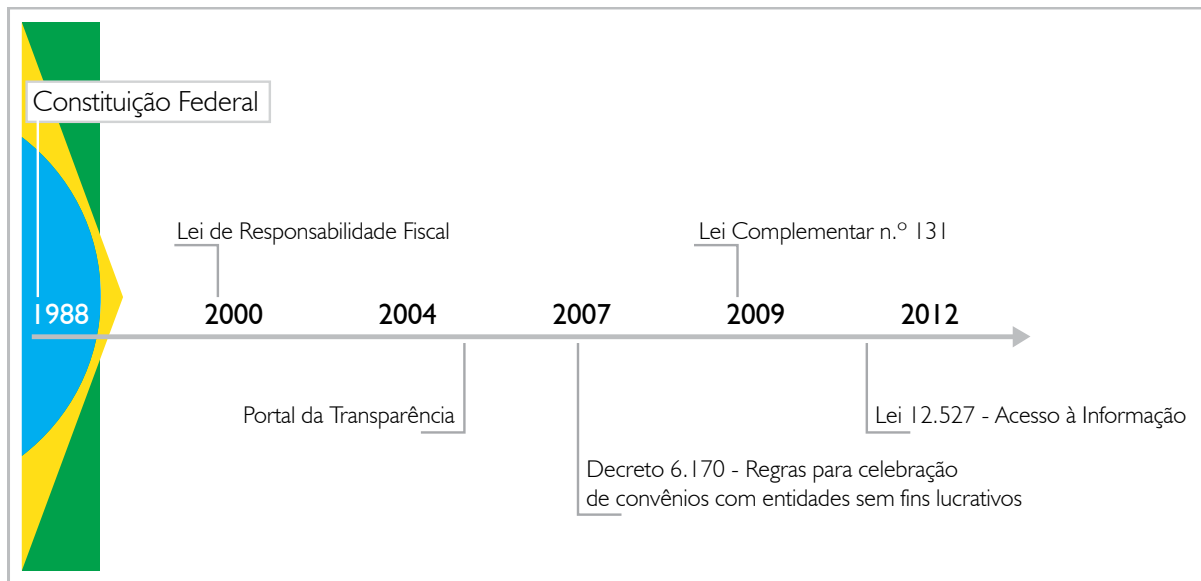 Constituição Federal
Lei de Responsabilidade Fiscal
Lei Complementar n.º 131
1988
2000
2004
2007
2009
2012
Portal da Transparência
Lei 12.527 - Acesso à Informação
Decreto 6.170 - Regras para celebração
de convênios com entidades sem fins lucrativos